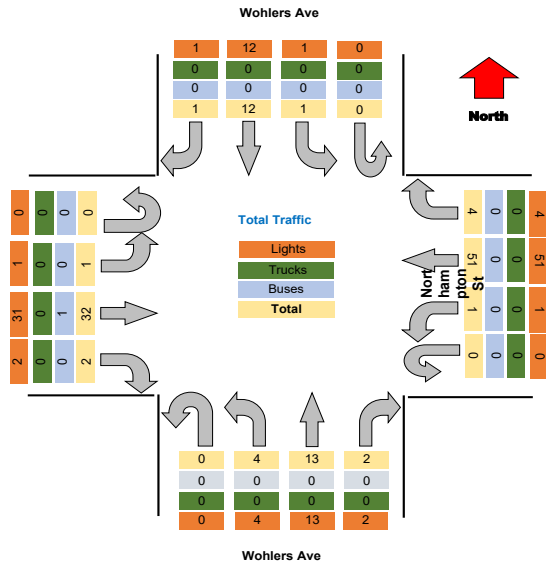 Wohlers Ave
1 12 1 0
0 0 0 0
0 0 0 0
1 12 1 0
North
0 0 0 0
1 0 0 1
31 0 1 32
2 0 0 2
Total Traffic
Lights
Trucks
Buses
Total
4 0 0 4
51 0 0 51
1 0 0 1
0 0 0 0
Nort
ham
pton
St
0 4 13 2
0 0 0 0
0 0 0 0
0 4 13 2
Wohlers Ave